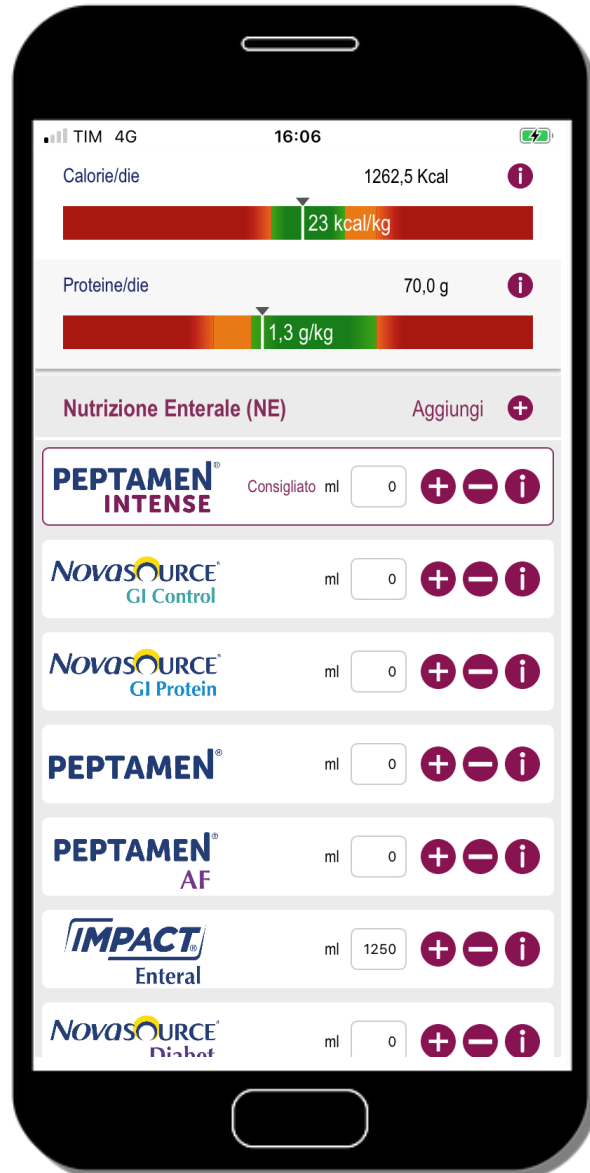 TIM 4G 16:06
Calorie/die 1262,5 Kcal i
23 kcal/kg
Proteine/die 70,0 g i
1,3 g/kg
Nutrizione Enterale (NE) Aggiungi +
PEPTAMEN®
INTENSE
Consigliato ml 0 + − i
NOVASOURCE®
GI Control
ml 0 + − i
NOVASOURCE®
GI Protein
ml 0 + − i
PEPTAMEN®
ml 0 + − i
PEPTAMEN®
AF
ml 0 + − i
IMPACT®
Enteral
ml 1250 + − i
NOVASOURCE®
Diabet
ml 0 + − i